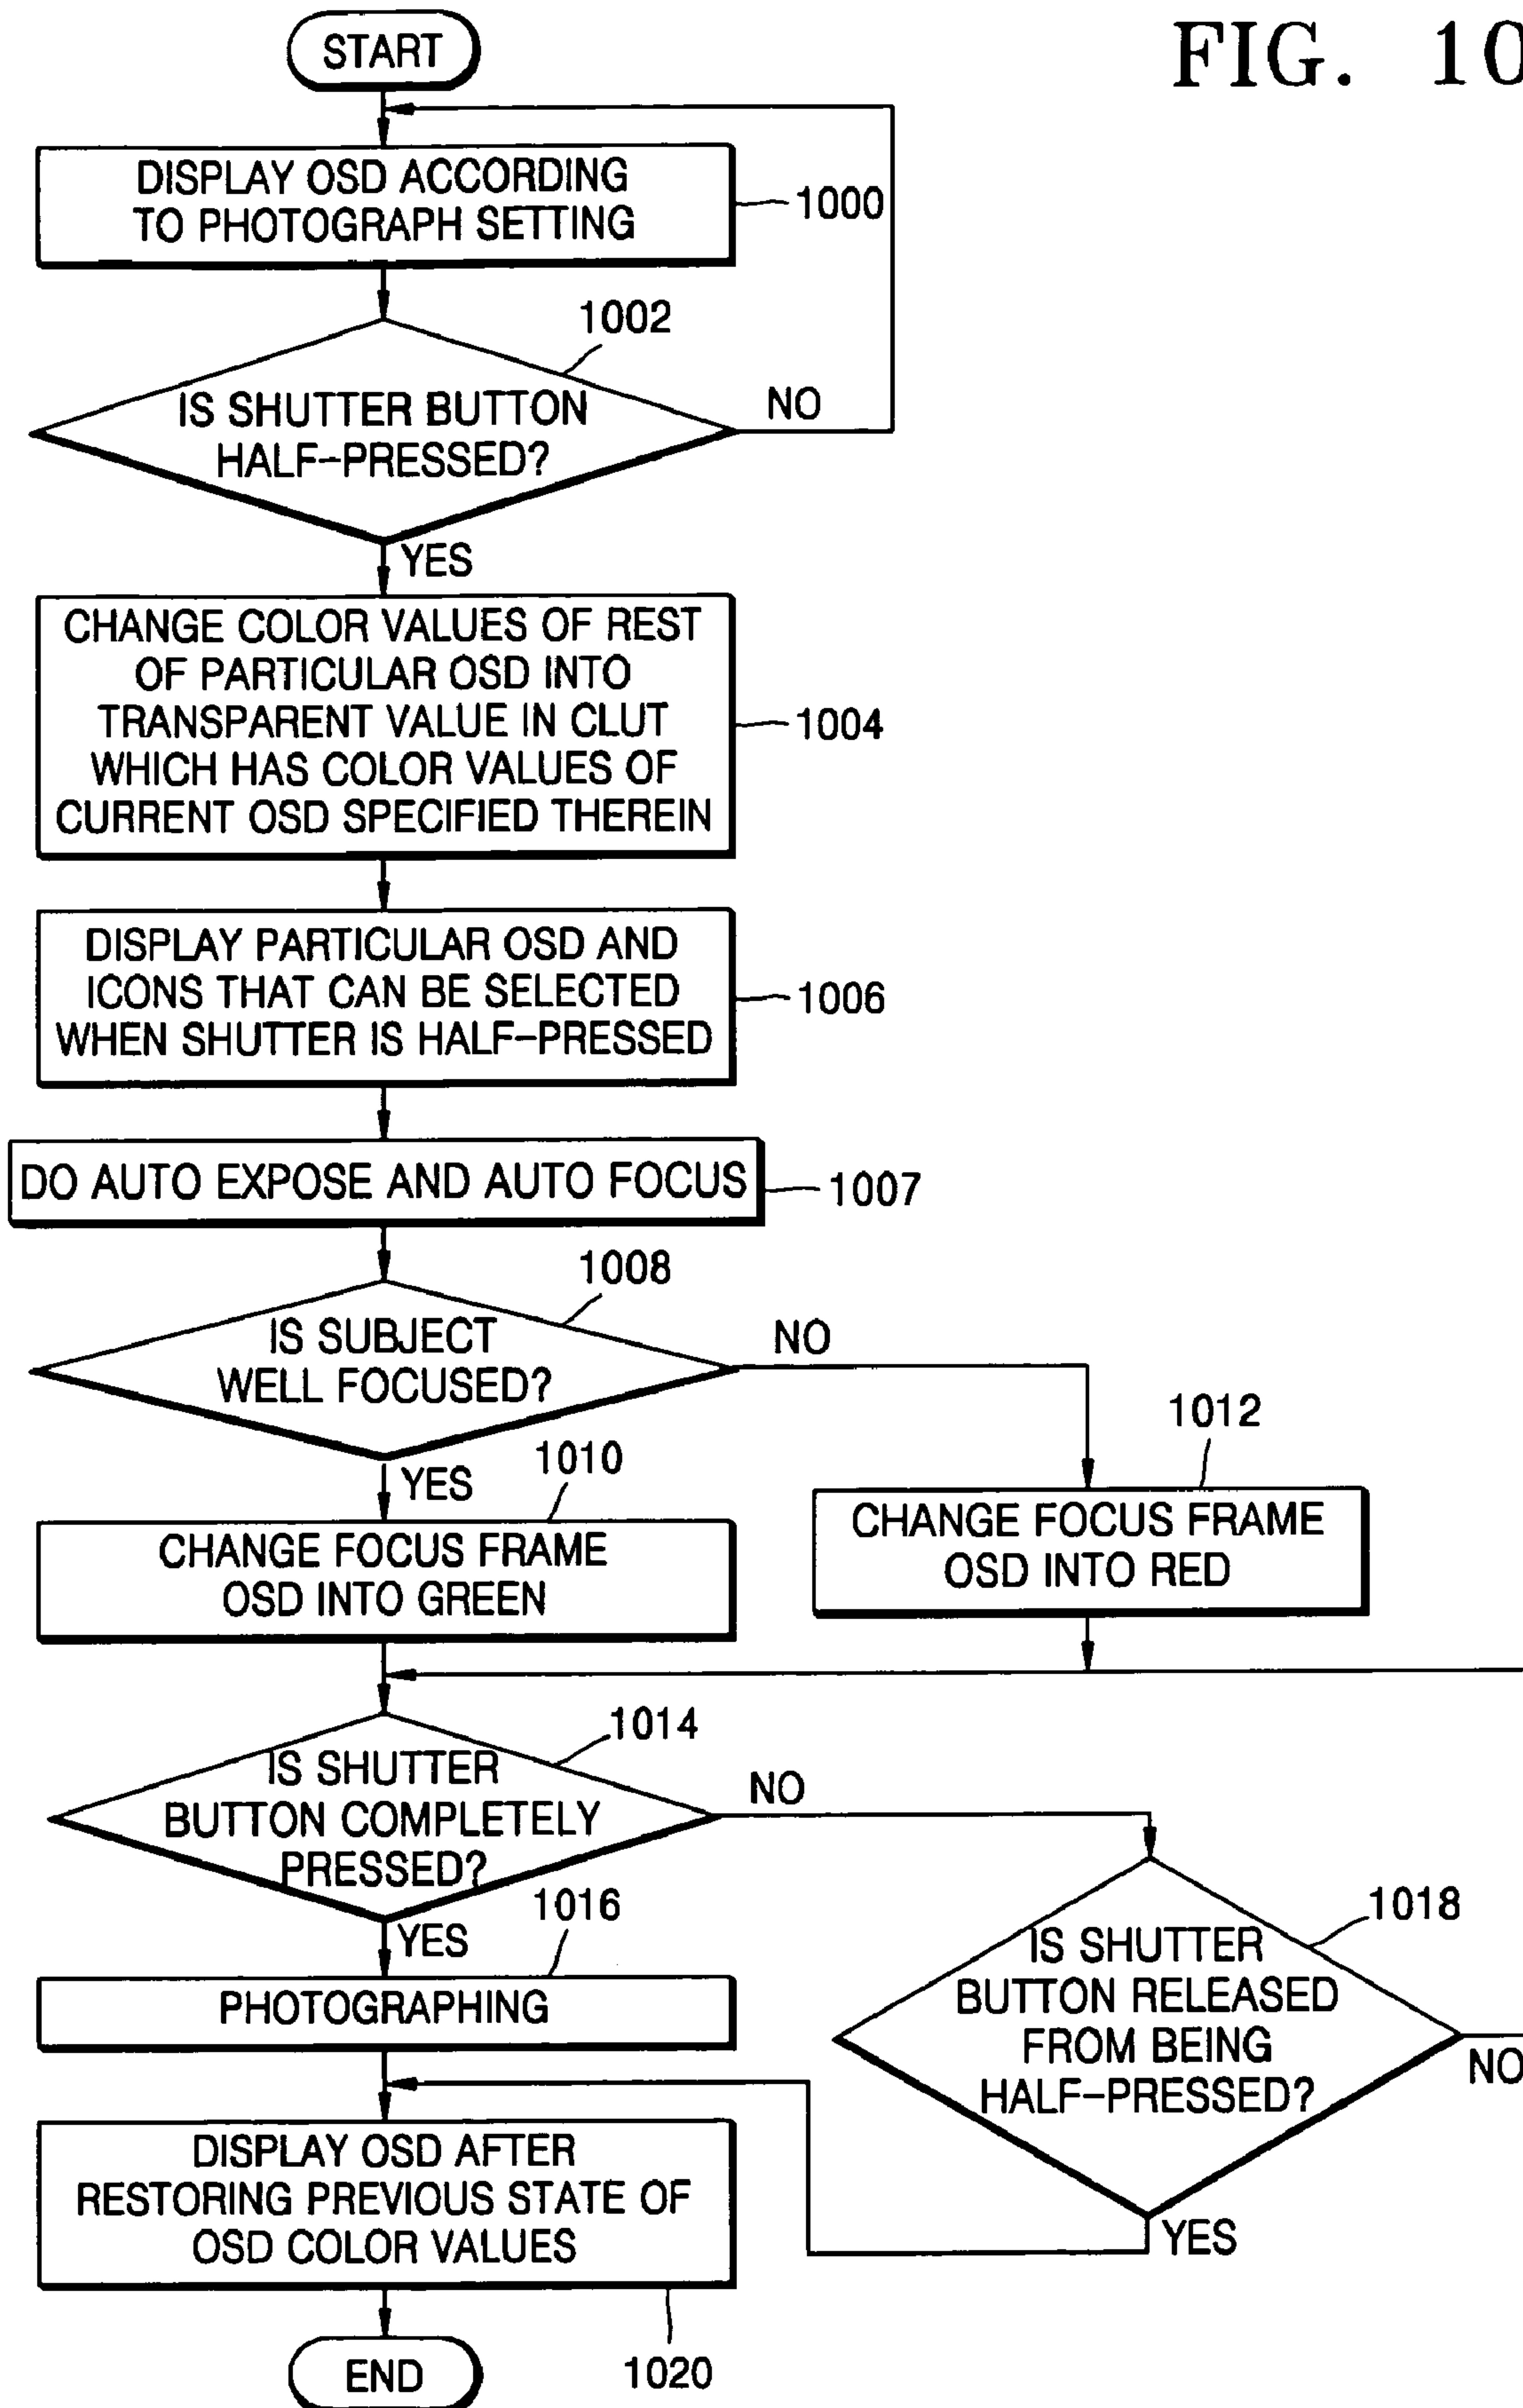 FIG. 10
START
DISPLAY OSD ACCORDING
TO PHOTOGRAPH SETTING
1000
1002
IS SHUTTER BUTTON
HALF-PRESSED?
NO
YES
CHANGE COLOR VALUES OF REST
OF PARTICULAR OSD INTO
TRANSPARENT VALUE IN CLUT
WHICH HAS COLOR VALUES OF
CURRENT OSD SPECIFIED THEREIN
1004
DISPLAY PARTICULAR OSD AND
ICONS THAT CAN BE SELECTED
WHEN SHUTTER IS HALF-PRESSED
1006
DO AUTO EXPOSE AND AUTO FOCUS
1007
1008
IS SUBJECT
WELL FOCUSED?
NO
YES
1010
CHANGE FOCUS FRAME
OSD INTO GREEN
1012
CHANGE FOCUS FRAME
OSD INTO RED
1014
IS SHUTTER
BUTTON COMPLETELY
PRESSED?
NO
YES
1016
PHOTOGRAPHING
1018
IS SHUTTER
BUTTON RELEASED
FROM BEING
HALF-PRESSED?
NO
YES
DISPLAY OSD AFTER
RESTORING PREVIOUS STATE OF
OSD COLOR VALUES
1020
END